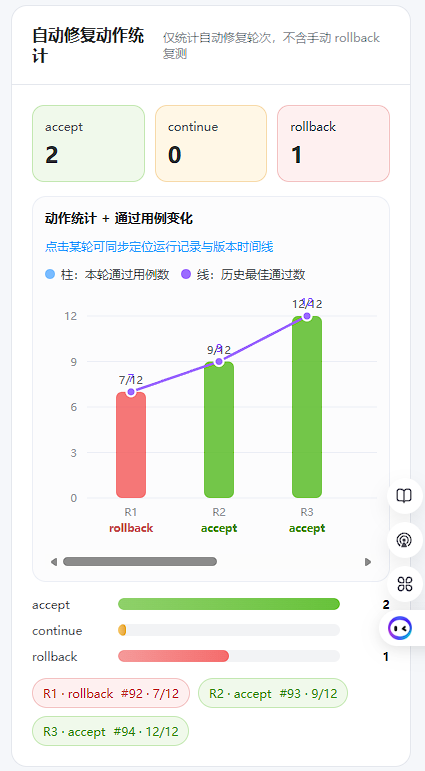 自动修复动作统
计
仅统计自动修复轮次，不含手动 rollback
复测
accept
2
continue
0
rollback
1
动作统计 + 通过用例变化
点击某轮可同步定位运行记录与版本时间线
柱：本轮通过用例数
线：历史最佳通过数
12
9
6
3
0
7/12
7
9/12
9
12/12
12
R1
rollback
R2
accept
R3
accept
accept
2
continue
rollback
1
R1 · rollback #92 · 7/12
R2 · accept #93 · 9/12
R3 · accept #94 · 12/12